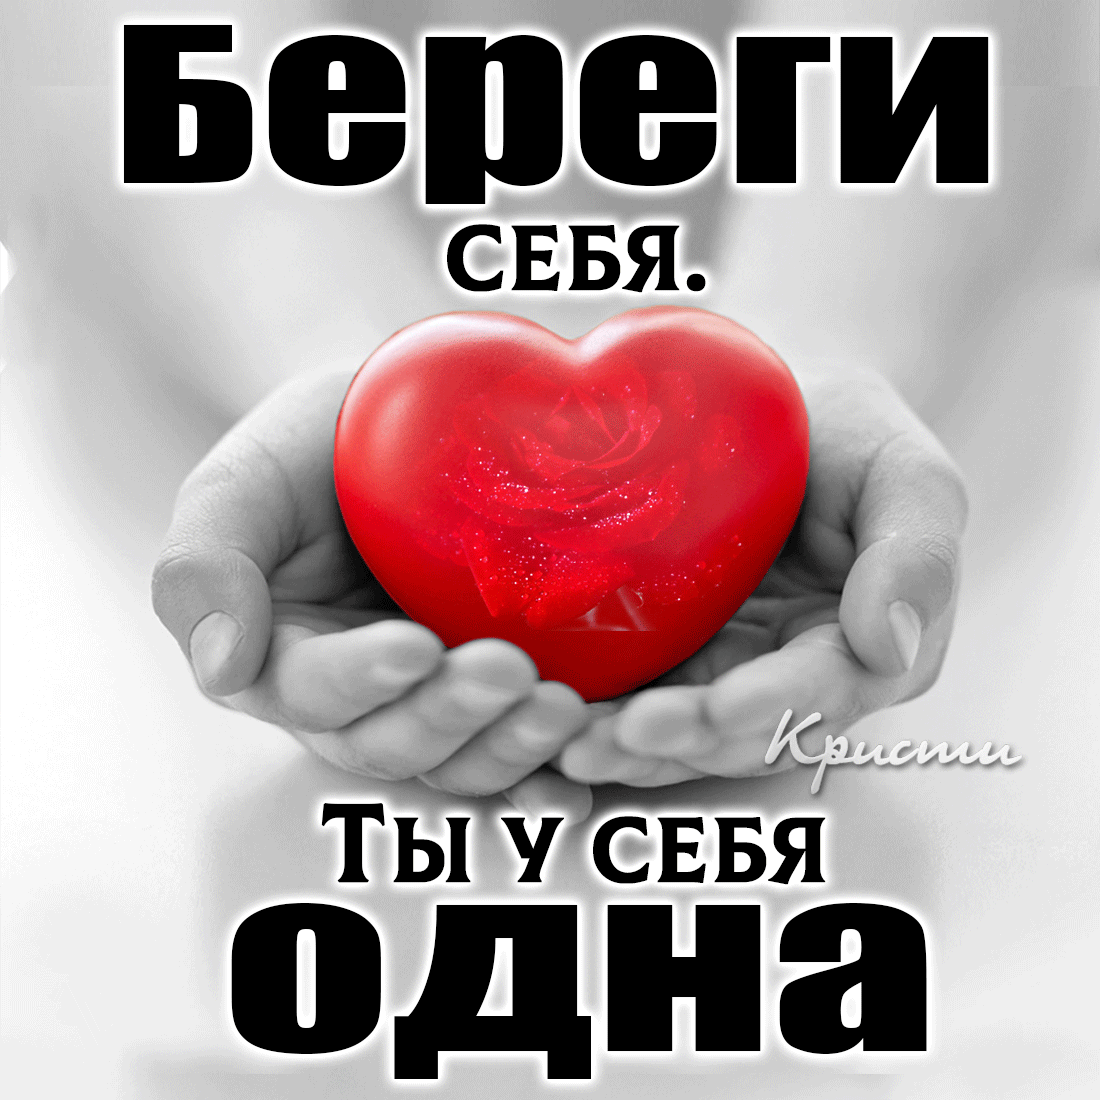 Береги
себя.
Кристи
Ты у себя
одна